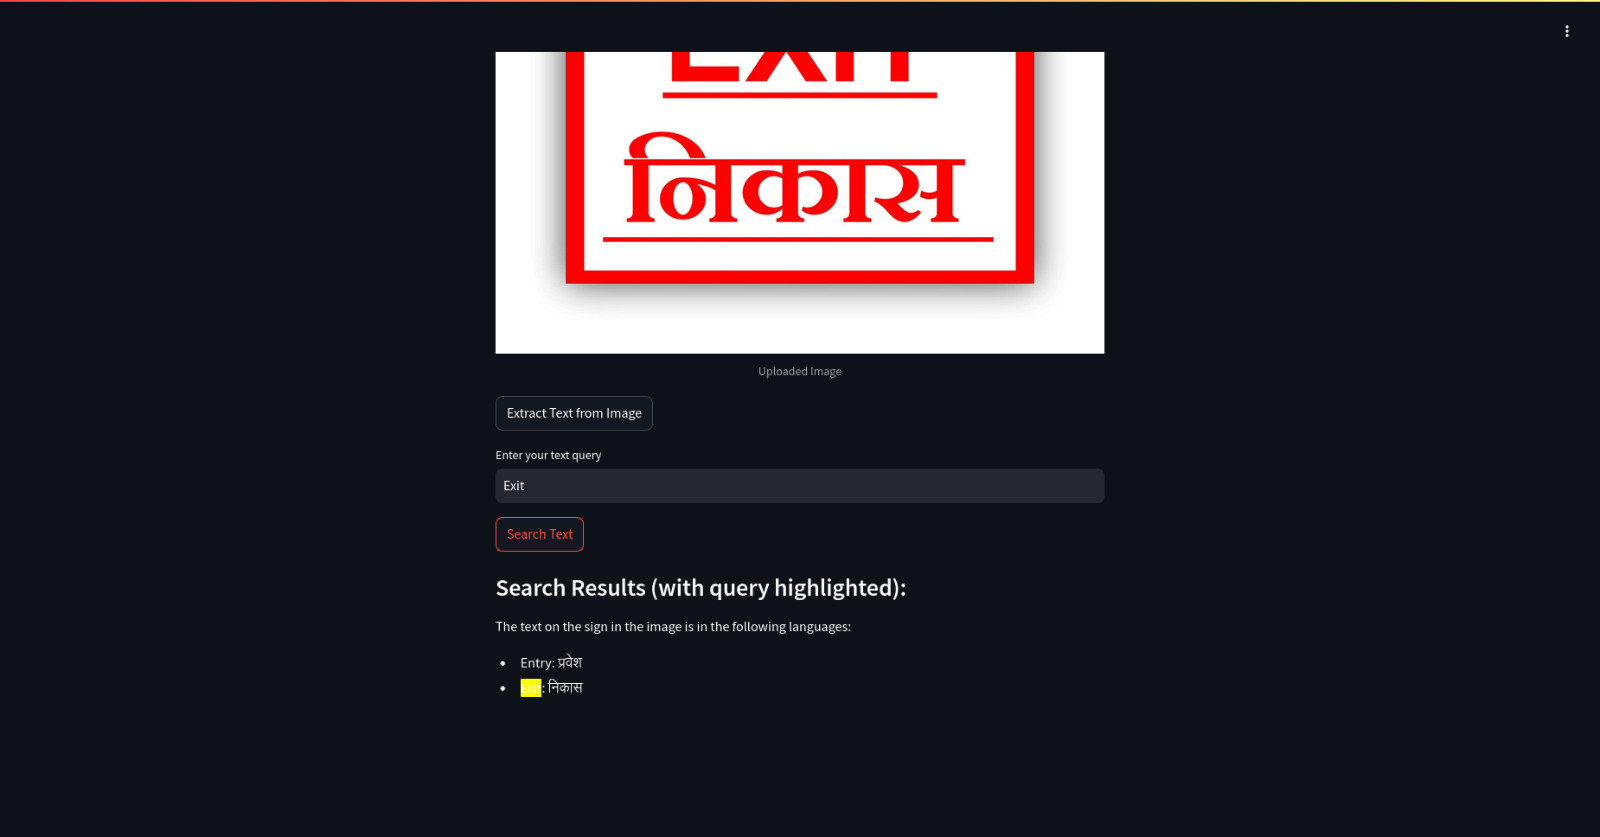 EXIT
निकास
Uploaded Image
Extract Text from Image
Enter your text query
Exit
Search Text
Search Results (with query highlighted):
The text on the sign in the image is in the following languages:
• Entry: प्रवेश
• Exit: निकास